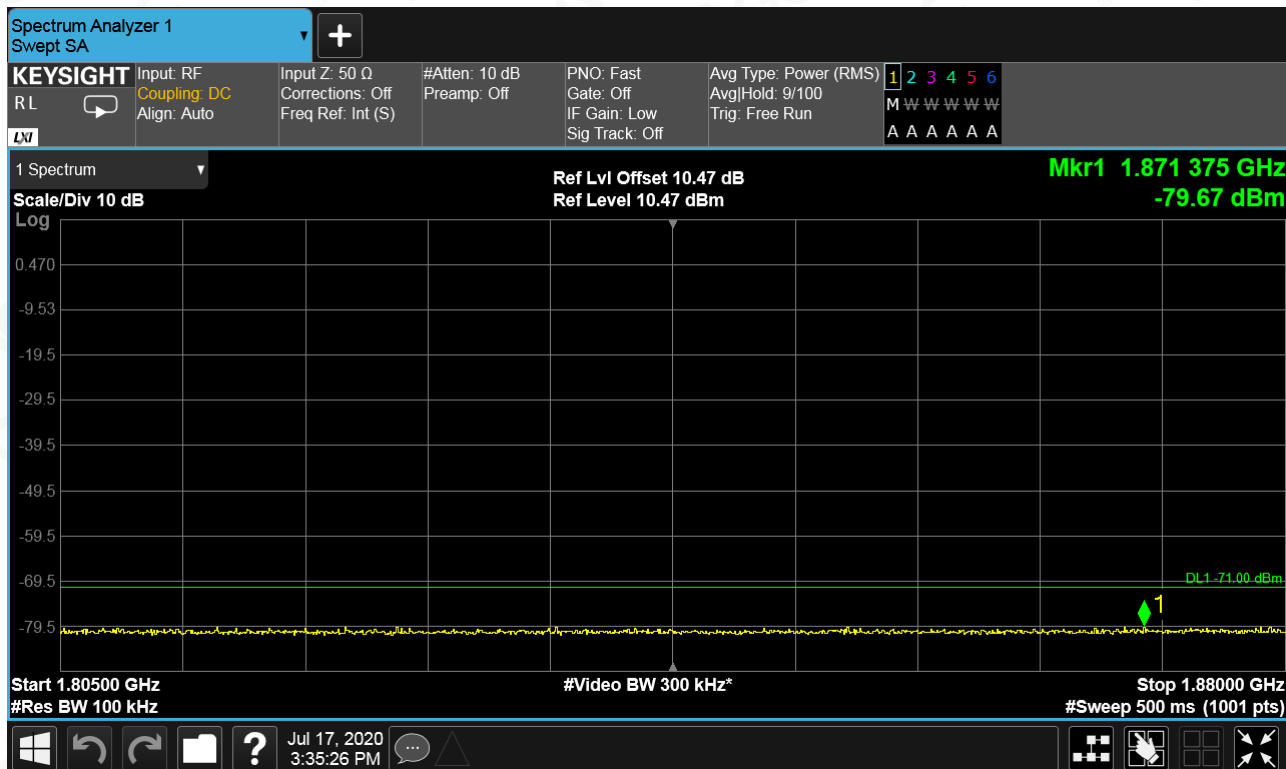 Spectrum Analyzer 1
Swept SA
KEYSIGHT
R L
LXI
Input: RF
Coupling: DC
Align: Auto
Input Z: 50 Ω
Corrections: Off
Freq Ref: Int (S)
#Atten: 10 dB
Preamp: Off
PNO: Fast
Gate: Off
IF Gain: Low
Sig Track: Off
Avg Type: Power (RMS)
Avg|Hold: 9/100
Trig: Free Run
1 2 3 4 5 6
M W W W W W
A A A A A A
1 Spectrum
Scale/Div 10 dB
Log
Ref Lvl Offset 10.47 dB
Ref Level 10.47 dBm
Mkr1 1.871 375 GHz
-79.67 dBm
0.470
-9.53
-19.5
-29.5
-39.5
-49.5
-59.5
-69.5
DL1 -71.00 dBm
1
-79.5
Start 1.80500 GHz
#Video BW 300 kHz*
Stop 1.88000 GHz
#Res BW 100 kHz
#Sweep 500 ms (1001 pts)
?
Jul 17, 2020
3:35:26 PM